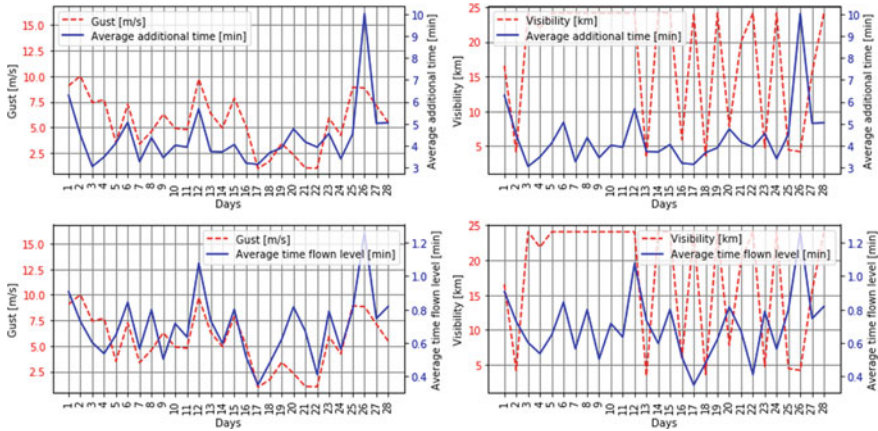 Gust [m/s]
Average additional time [min]
15.0
12.5
10.0
7.5
5.0
2.5
Gust [m/s]
10
9
8
7
6
5
4
3
Average additional time [min]
1 2 3 4 5 6 7 8 9 10 11 12 13 14 15 16 17 18 19 20 21 22 23 24 25 26 27 28
Days
Visibility [km]
Average additional time [min]
25
20
15
10
5
Visibility [km]
10
9
8
7
6
5
4
3
Average additional time [min]
1 2 3 4 5 6 7 8 9 10 11 12 13 14 15 16 17 18 19 20 21 22 23 24 25 26 27 28
Days
Gust [m/s]
Average time flown level [min]
15.0
12.5
10.0
7.5
5.0
2.5
Gust [m/s]
1.2
1.0
0.8
0.6
0.4
Average time flown level [min]
1 2 3 4 5 6 7 8 9 10 11 12 13 14 15 16 17 18 19 20 21 22 23 24 25 26 27 28
Days
Visibility [km]
Average time flown level [min]
25
20
15
10
5
Visibility [km]
1.2
1.0
0.8
0.6
0.4
Average time flown level [min]
1 2 3 4 5 6 7 8 9 10 11 12 13 14 15 16 17 18 19 20 21 22 23 24 25 26 27 28
Days